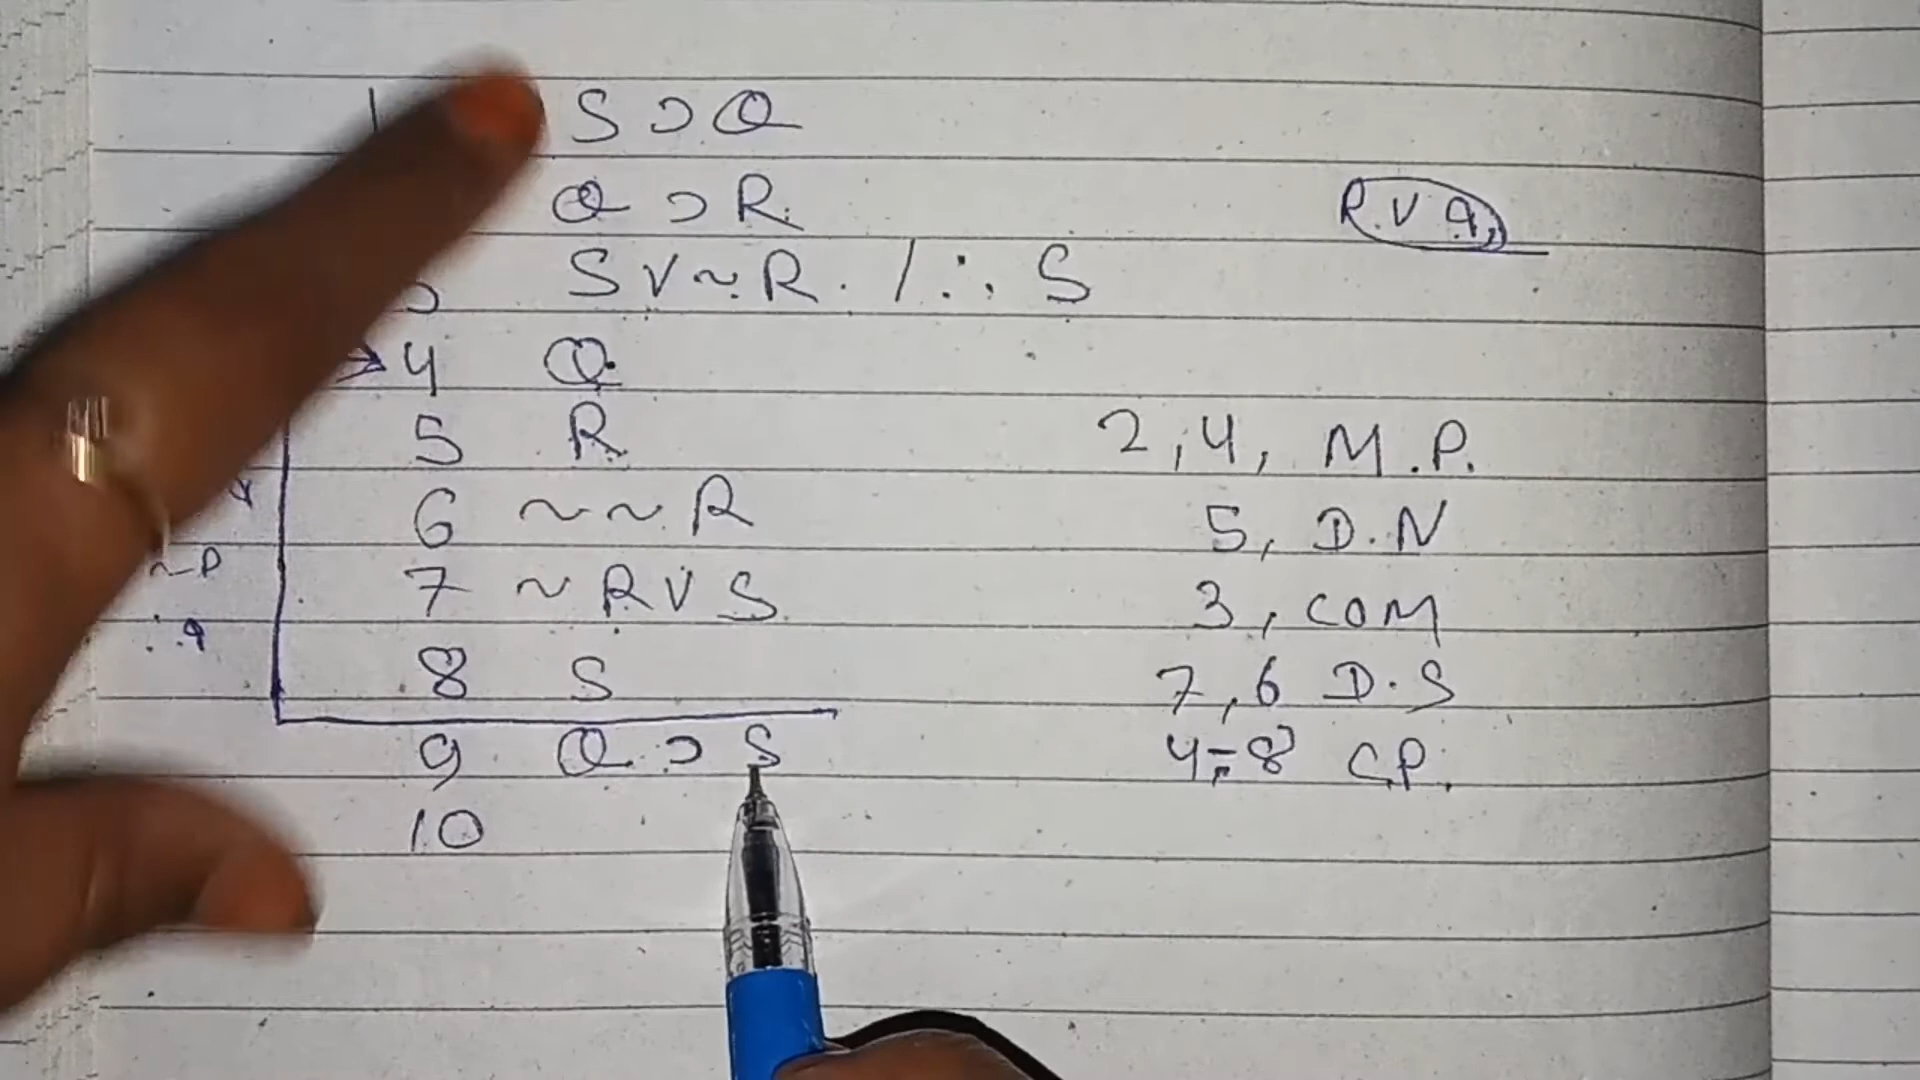 S ⊃ Q
Q ⊃ R
R V q
S V ~ R . / ∴ S
4 Q
5 R 2, 4, M.P.
6 ~ ~ R 5, D.N
7 ~ R V S 3, COM
8 S 7, 6 D.S
9 Q ⊃ S 4-8 C.P.
10
~ P
∴ q